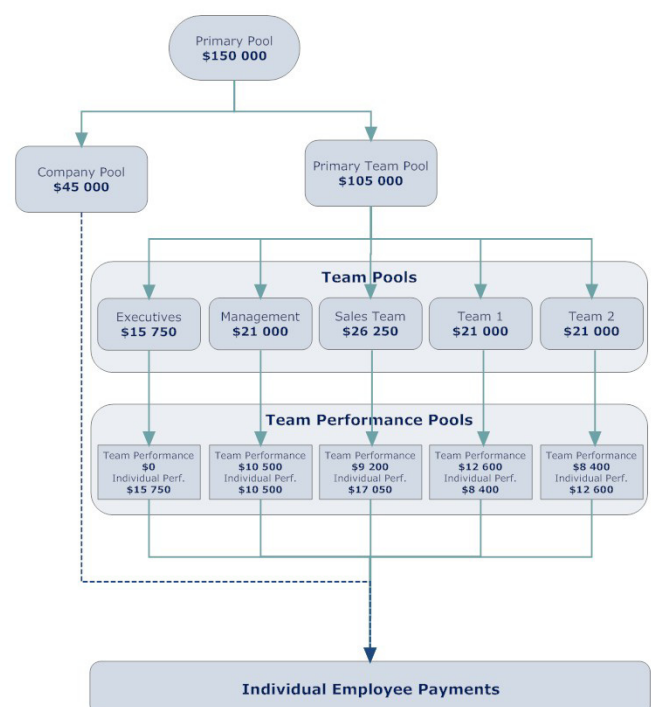 Primary Pool
$150 000
Company Pool
$45 000
Primary Team Pool
$105 000
Team Pools
Executives
$15 750
Management
$21 000
Sales Team
$26 250
Team 1
$21 000
Team 2
$21 000
Team Performance Pools
Team Performance
$0
Individual Perf.
$15 750
Team Performance
$10 500
Individual Perf.
$10 500
Team Performance
$9 200
Individual Perf.
$17 050
Team Performance
$12 600
Individual Perf.
$8 400
Team Performance
$8 400
Individual Perf.
$12 600
Individual Employee Payments